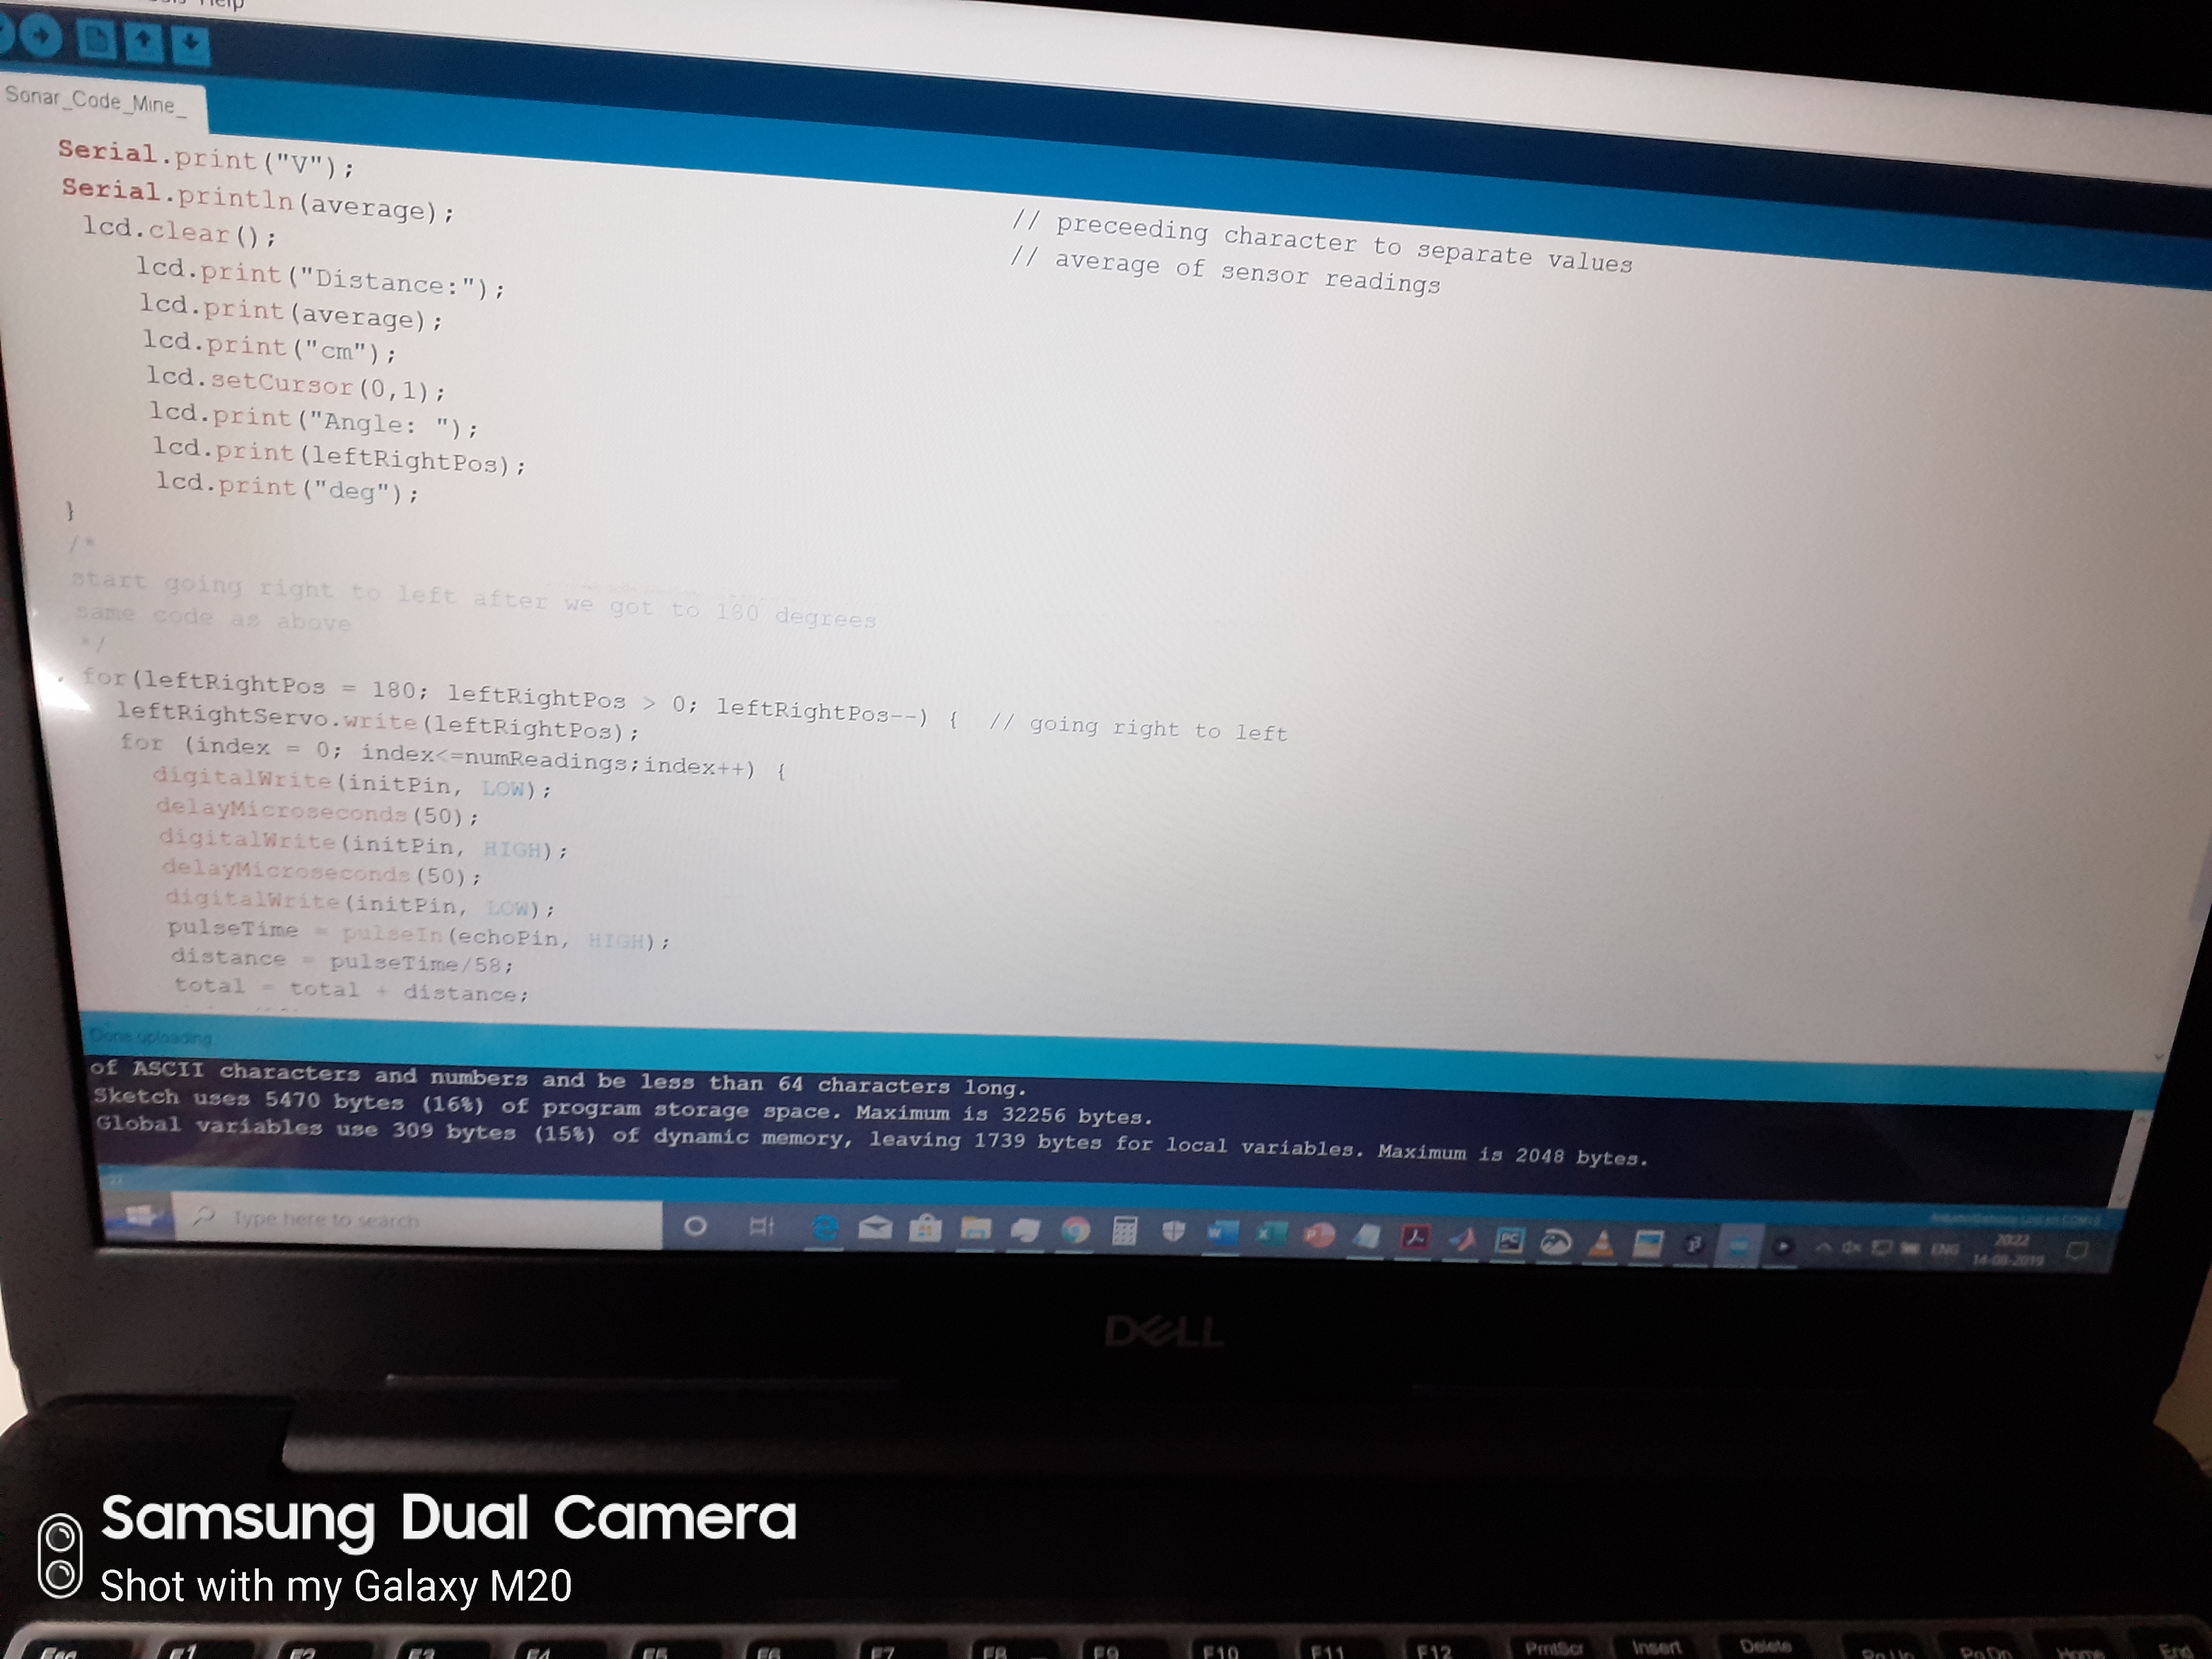 Help
Sonar_Code_Mine_
Serial.print("V"); // preceeding character to separate values
Serial.println(average); // average of sensor readings
lcd.clear();
lcd.print("Distance:");
lcd.print(average);
lcd.print("cm");
lcd.setCursor(0,1);
lcd.print("Angle: ");
lcd.print(leftRightPos);
lcd.print("deg");
}
/*
start going right to left after we got to 180 degrees
same code as above
*/
for(leftRightPos = 180; leftRightPos > 0; leftRightPos--) { // going right to left
leftRightServo.write(leftRightPos);
for (index = 0; index<=numReadings;index++) {
digitalWrite(initPin, LOW);
delayMicroseconds(50);
digitalWrite(initPin, HIGH);
delayMicroseconds(50);
digitalWrite(initPin, LOW);
pulseTime = pulseIn(echoPin, HIGH);
distance = pulseTime/58;
total = total + distance;
Done uploading.
of ASCII characters and numbers and be less than 64 characters long.
Sketch uses 5470 bytes (16%) of program storage space. Maximum is 32256 bytes.
Global variables use 309 bytes (15%) of dynamic memory, leaving 1739 bytes for local variables. Maximum is 2048 bytes.
Type here to search
ENG
20:22
14-08-2019
DELL
Samsung Dual Camera
Shot with my Galaxy M20
Esc F1 F2 F3 F4 F5 F6 F7 F8 F9 F10 F11 F12 PrntScr Insert Delete PgUp PgDn Home End